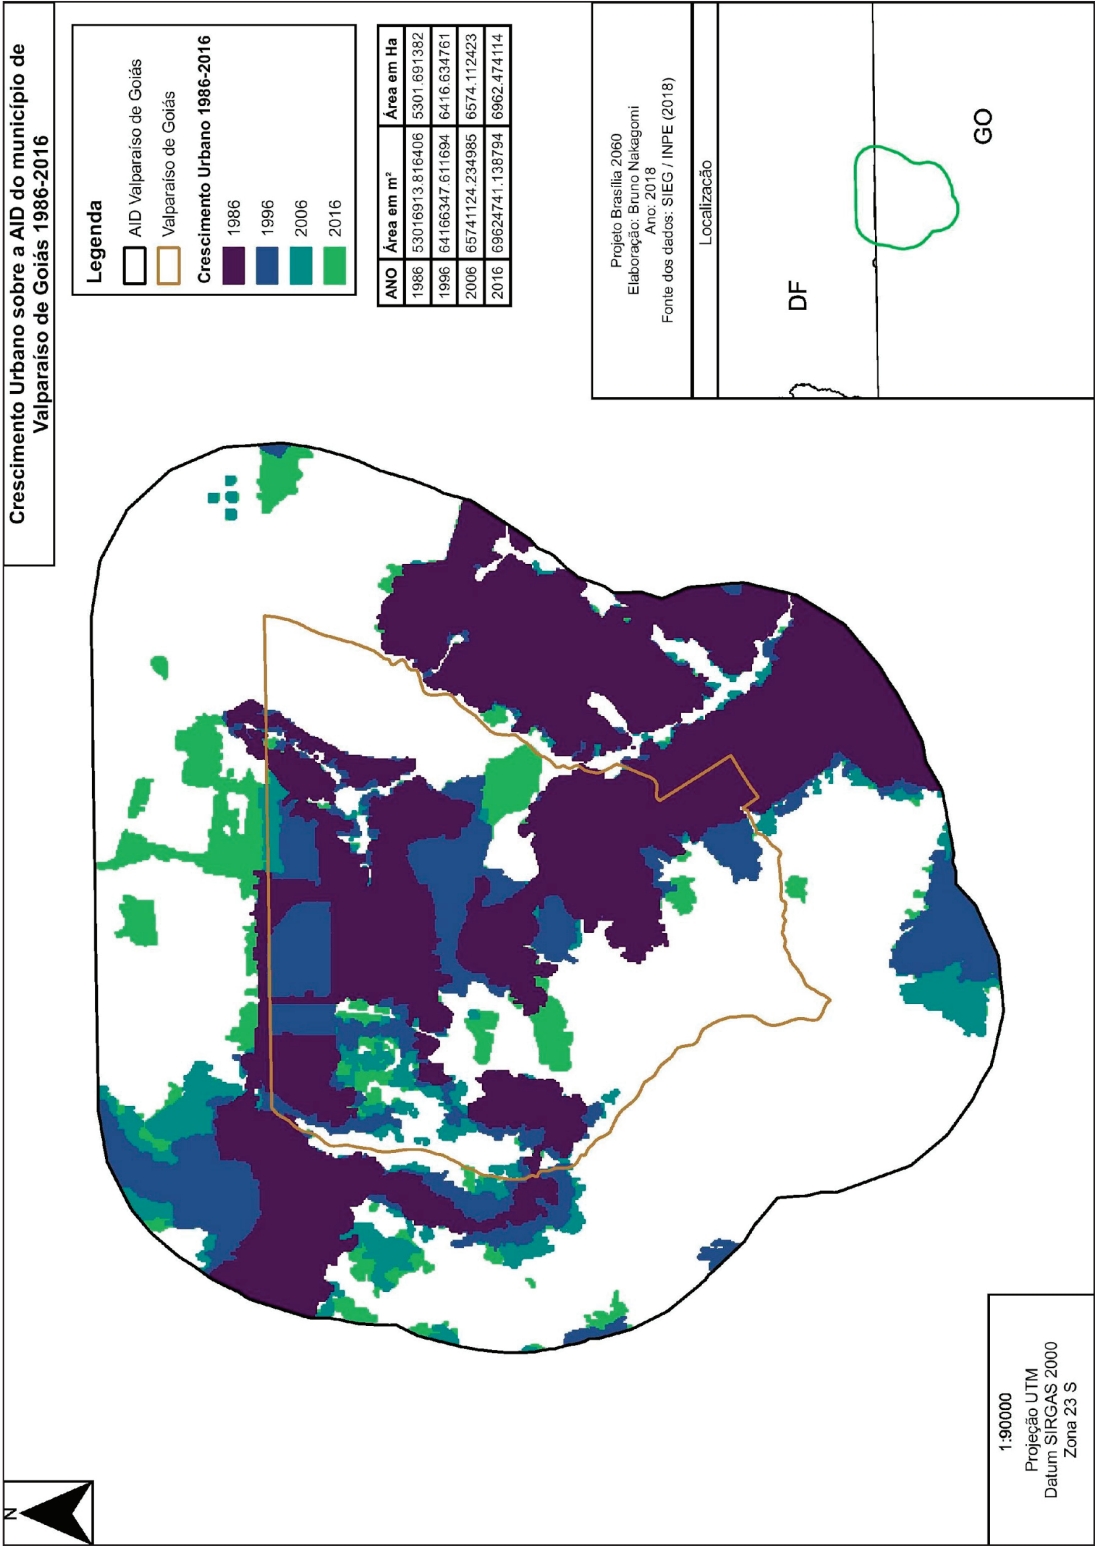 Crescimento Urbano sobre a AID do município de
Valparaíso de Goiás 1986-2016
N
Legenda
AID Valparaíso de Goiás
Valparaíso de Goiás
Crescimento Urbano 1986-2016
1986
1996
2006
2016
ANO Área em m² Área em Ha
1986 53016913.816406 5301.691382
1996 64166347.611694 6416.634761
2006 65741124.234985 6574.112423
2016 69624741.138794 6962.474114
Projeto Brasília 2060
Elaboração: Bruno Nakagomi
Ano: 2018
Fonte dos dados: SIEG / INPE (2018)
Localização
DF
GO
1:90000
Projeção UTM
Datum SIRGAS 2000
Zona 23 S